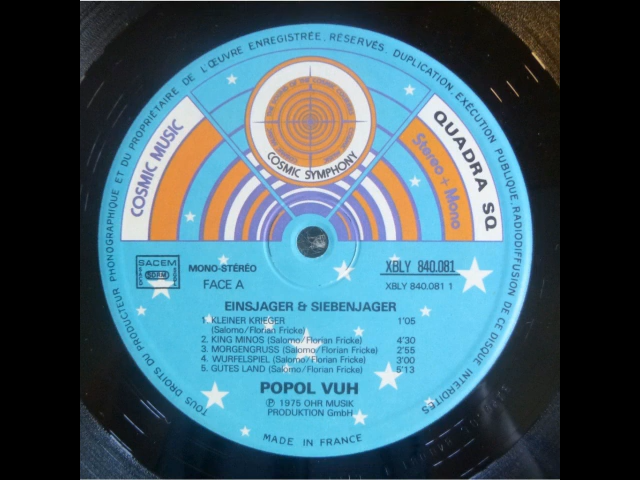 TOUS DROITS DU PRODUCTEUR PHONOGRAPHIQUE ET DU PROPRIÉTAIRE DE L'ŒUVRE ENREGISTRÉE, RÉSERVÉS. DUPLICATION, EXÉCUTION PUBLIQUE, RADIODIFFUSION DE CE DISQUE INTERDITES
COSMIC MUSIC
COSMIC SYMPHONY
QUADRA SQ
Stereo + Mono
SACEM
MONO-STÉRÉO
FACE A
XBLY 840.081
XBLY 840.081 1
EINSJAGER & SIEBENJAGER
1. KLEINER KRIEGER 1'05
(Salomo/Florian Fricke)
2. KING MINOS (Salomo/Florian Fricke) 4'30
3. MORGENGRUSS (Salomo/Florian Fricke) 2'55
4. WURFELSPIEL (Salomo/Florian Fricke) 3'00
5. GUTES LAND (Salomo/Florian Fricke) 5'13
POPOL VUH
℗ 1975 OHR MUSIK
PRODUKTION GmbH
MADE IN FRANCE